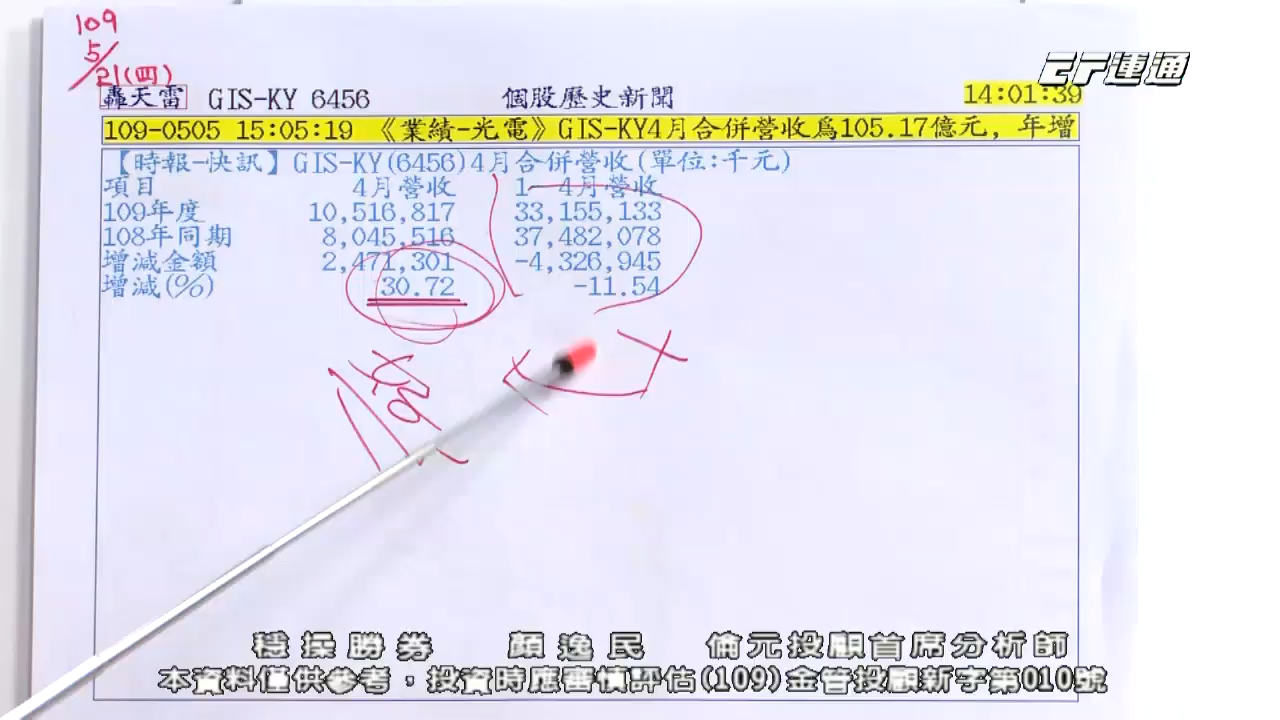 109
5/21(四)
EF運通
轟天雷 GIS-KY 6456 個股歷史新聞 14:01:39
109-0505 15:05:19 《業績-光電》GIS-KY4月合併營收為105.17億元, 年增
【時報-快訊】GIS-KY(6456)4月合併營收(單位:千元)
項目 4月營收 1- 4月營收
109年度 10,516,817 33,155,133
108年同期 8,045,516 37,482,078
增減金額 2,471,301 -4,326,945
增減(%) 30.72 -11.54
穩操勝券 顏逸民 倫元投顧首席分析師
本資料僅供參考，投資時應審慎評估(109)金管投顧新字第010號